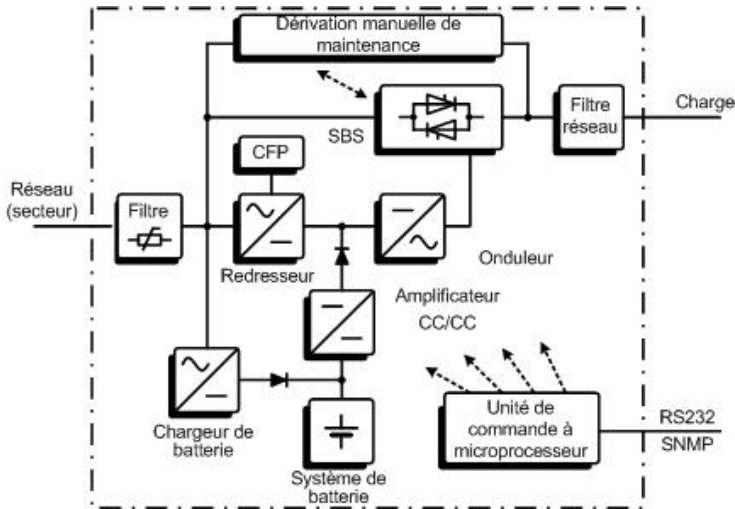 Dérivation manuelle de
maintenance
SBS
Filtre
réseau
Charge
CFP
Réseau
(secteur)
Filtre
Redresseur
Onduleur
Amplificateur
CC/CC
Chargeur de
batterie
Système de
batterie
Unité de
commande à
microprocesseur
RS232
SNMP